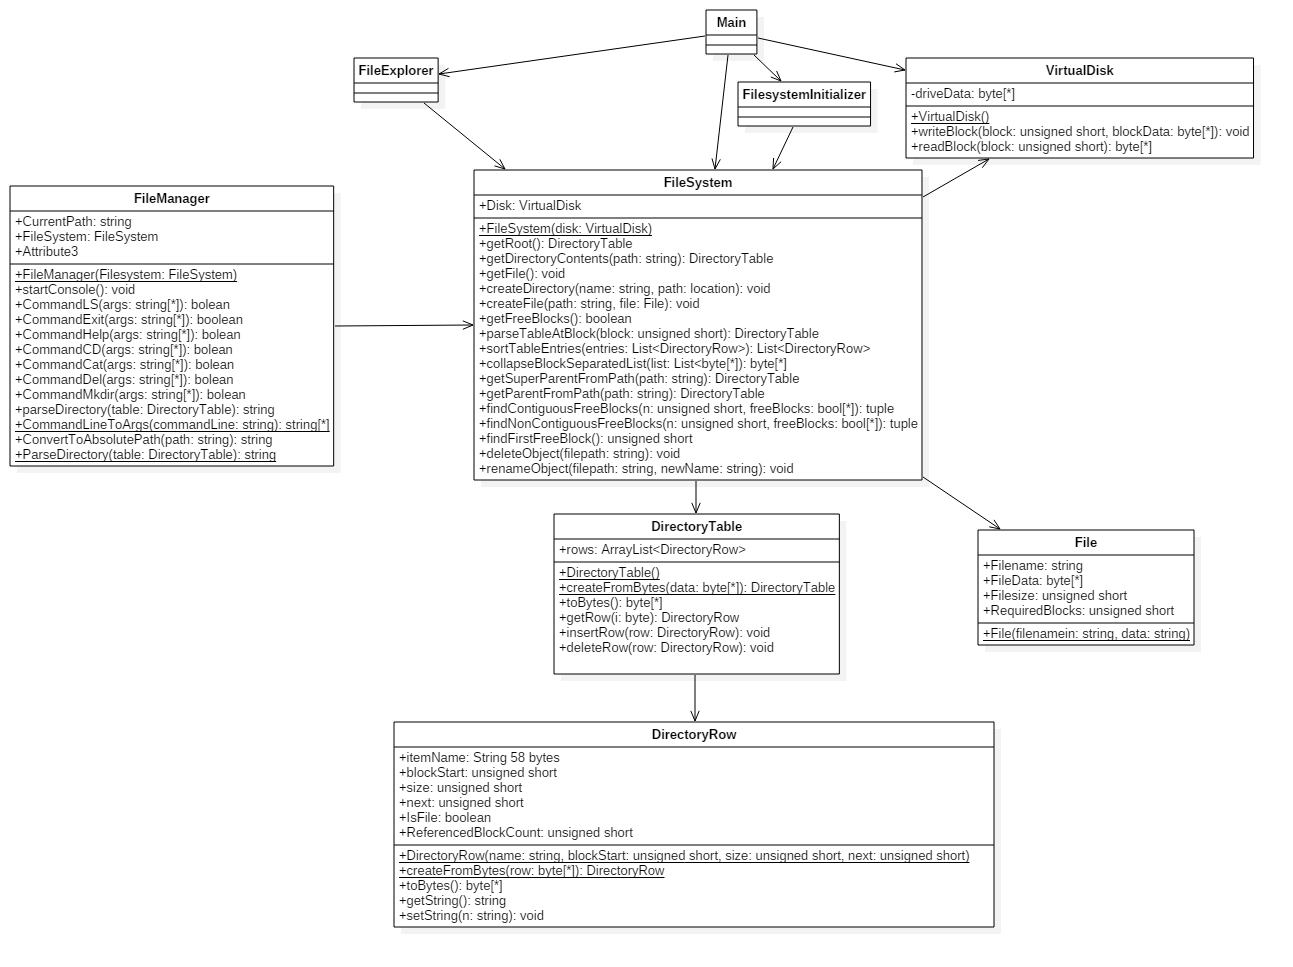 Main
FileExplorer
FilesystemInitializer
VirtualDisk
-driveData: byte[*]
+VirtualDisk()
+writeBlock(block: unsigned short, blockData: byte[*]): void
+readBlock(block: unsigned short): byte[*]
FileManager
+CurrentPath: string
+FileSystem: FileSystem
+Attribute3
+FileManager(Filesystem: FileSystem)
+startConsole(): void
+CommandLS(args: string[*]): bolean
+CommandExit(args: string[*]): boolean
+CommandHelp(args: string[*]): bolean
+CommandCD(args: string[*]): bolean
+CommandCat(args: string[*]): bolean
+CommandDel(args: string[*]): bolean
+CommandMkdir(args: string[*]): bolean
+parseDirectory(table: DirectoryTable): string
+CommandLineToArgs(commandLine: string): string[*]
+ConvertToAbsolutePath(path: string): string
+ParseDirectory(table: DirectoryTable): string
FileSystem
+Disk: VirtualDisk
+FileSystem(disk: VirtualDisk)
+getRoot(): DirectoryTable
+getDirectoryContents(path: string): DirectoryTable
+getFile(): void
+createDirectory(name: string, path: location): void
+createFile(path: string, file: File): void
+getFreeBlocks(): boolean
+parseTableAtBlock(block: unsigned short): DirectoryTable
+sortTableEntries(entries: List<DirectoryRow>): List<DirectoryRow>
+collapseBlockSeparatedList(list: List<byte[*]): byte[*]
+getSuperParentFromPath(path: string): DirectoryTable
+getParentFromPath(path: string): DirectoryTable
+findContiguousFreeBlocks(n: unsigned short, freeBlocks: bool[*]): tuple
+findNonContiguousFreeBlocks(n: unsigned short, freeBlocks: bool[*]): tuple
+findFirstFreeBlock(): unsigned short
+deleteObject(filepath: string): void
+renameObject(filepath: string, newName: string): void
DirectoryTable
+rows: ArrayList<DirectoryRow>
+DirectoryTable()
+createFromBytes(data: byte[*]): DirectoryTable
+toBytes(): byte[*]
+getRow(i: byte): DirectoryRow
+insertRow(row: DirectoryRow): void
+deleteRow(row: DirectoryRow): void
File
+Filename: string
+FileData: byte[*]
+Filesize: unsigned short
+RequiredBlocks: unsigned short
+File(filenamein: string, data: string)
DirectoryRow
+itemName: String 58 bytes
+blockStart: unsigned short
+size: unsigned short
+next: unsigned short
+IsFile: boolean
+ReferencedBlockCount: unsigned short
+DirectoryRow(name: string, blockStart: unsigned short, size: unsigned short, next: unsigned short)
+createFromBytes(row: byte[*]): DirectoryRow
+toBytes(): byte[*]
+getString(): string
+setString(n: string): void